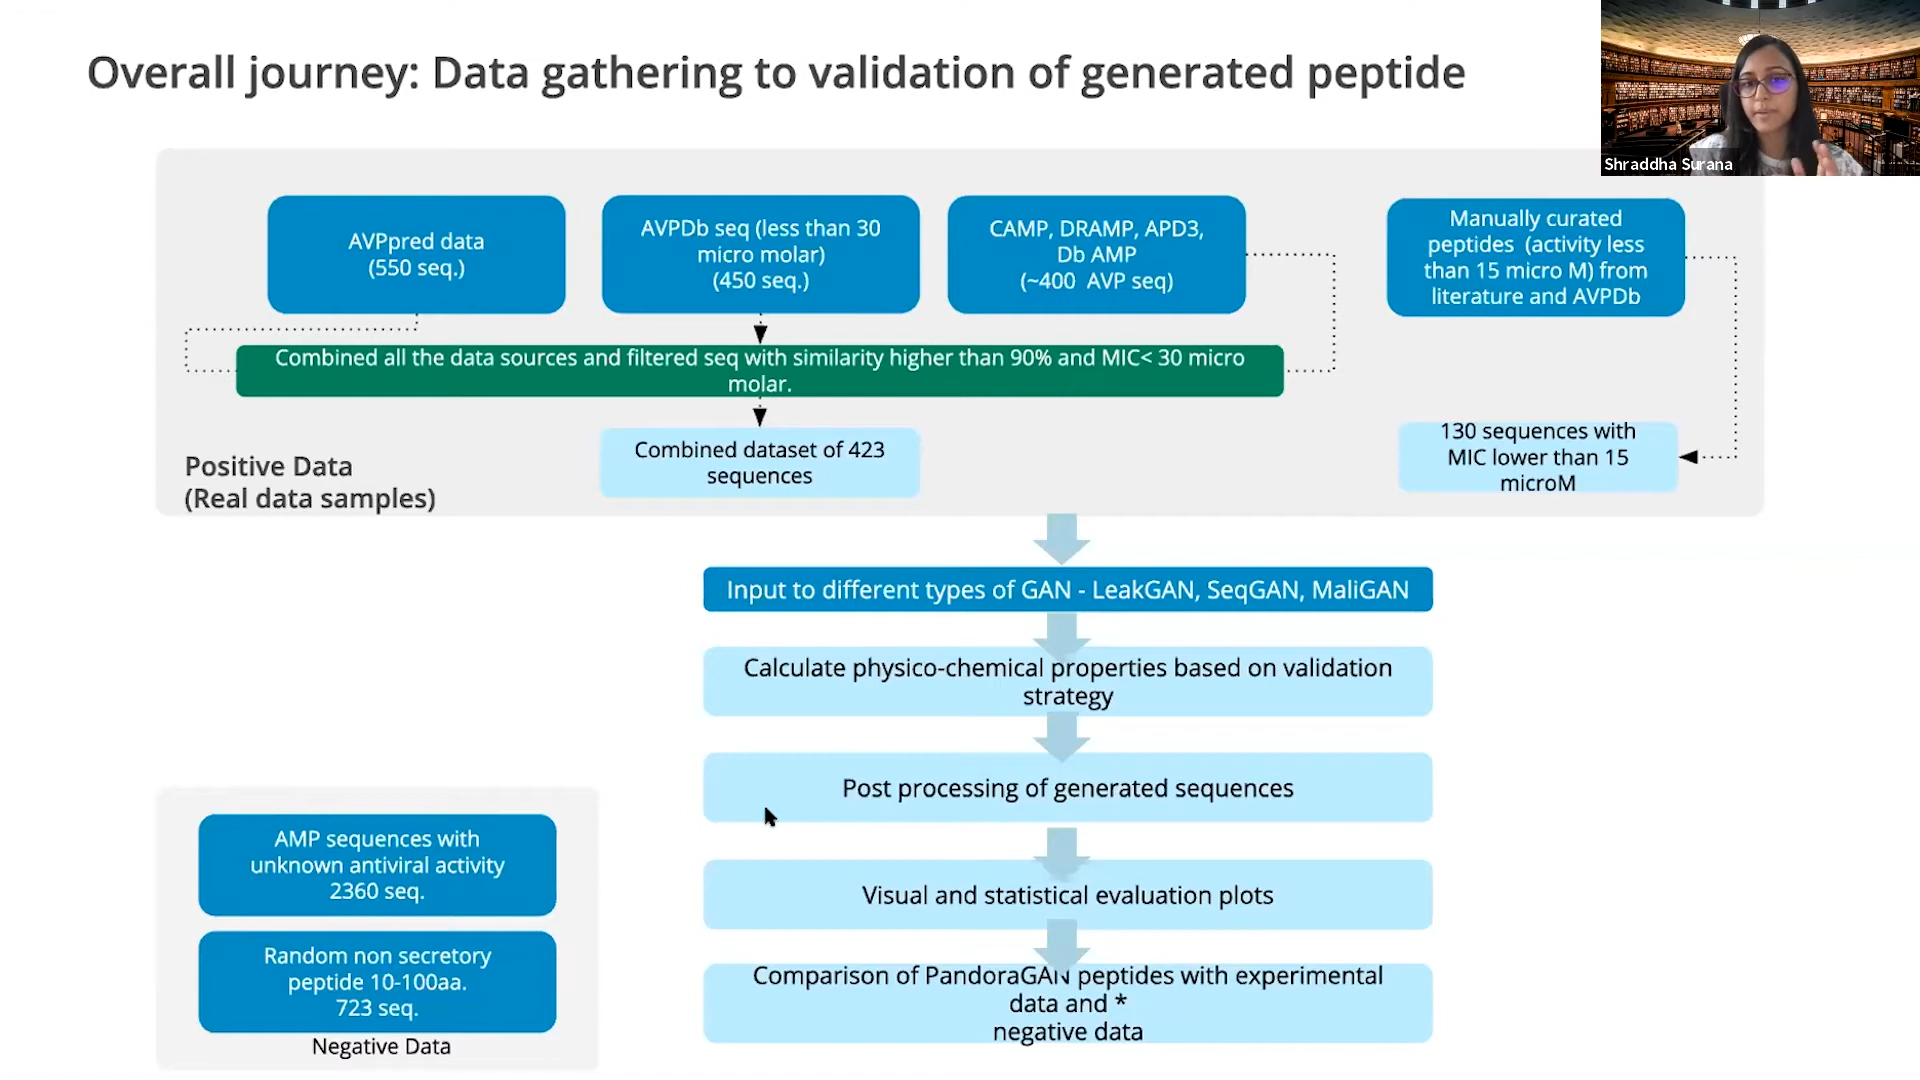 Overall journey: Data gathering to validation of generated peptide
Shraddha Surana
AVPpred data
(550 seq.)
AVPDb seq (less than 30
micro molar)
(450 seq.)
CAMP, DRAMP, APD3,
Db AMP
(~400 AVP seq)
Manually curated
peptides (activity less
than 15 micro M) from
literature and AVPDb
Combined all the data sources and filtered seq with similarity higher than 90% and MIC< 30 micro
molar.
Positive Data
(Real data samples)
Combined dataset of 423
sequences
130 sequences with
MIC lower than 15
microM
Input to different types of GAN - LeakGAN, SeqGAN, MaliGAN
Calculate physico-chemical properties based on validation
strategy
Post processing of generated sequences
Visual and statistical evaluation plots
Comparison of PandoraGAN peptides with experimental
data and *
negative data
AMP sequences with
unknown antiviral activity
2360 seq.
Random non secretory
peptide 10-100aa.
723 seq.
Negative Data